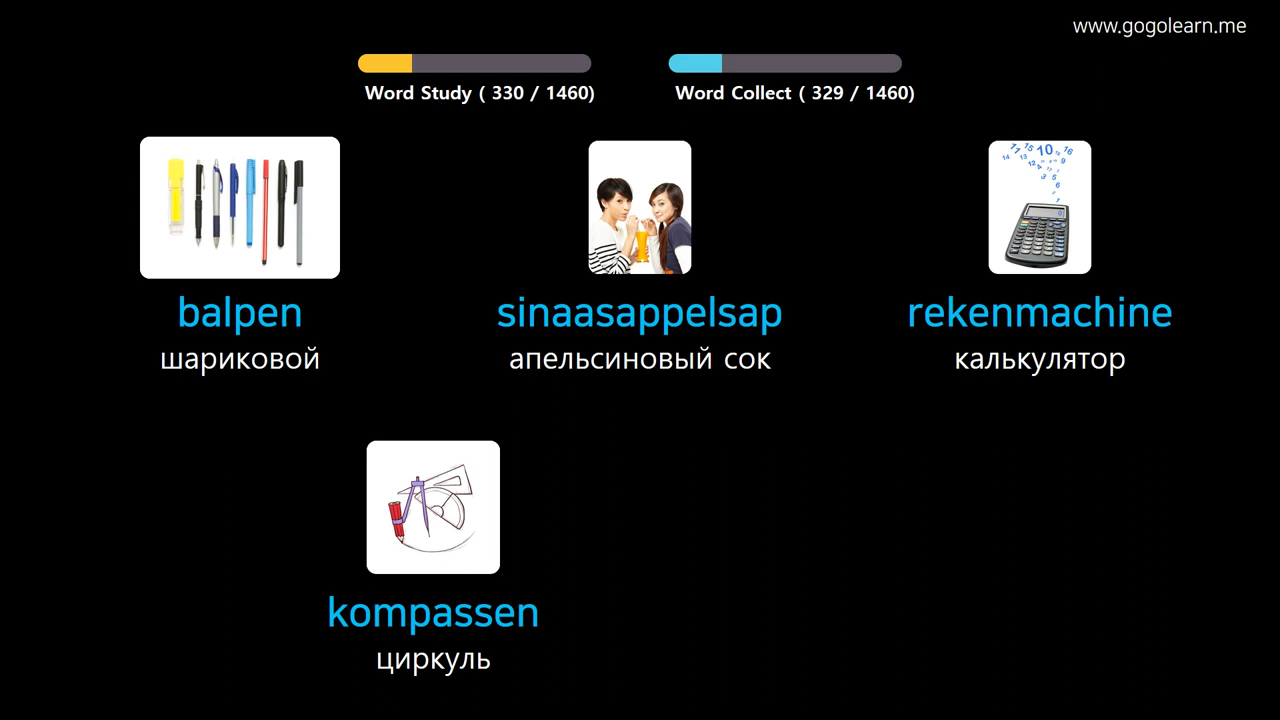 www.gogolearn.me
Word Study ( 330 / 1460)
Word Collect ( 329 / 1460)
balpen
шариковой
sinaasappelsap
апельсиновый сок
rekenmachine
калькулятор
kompassen
циркуль